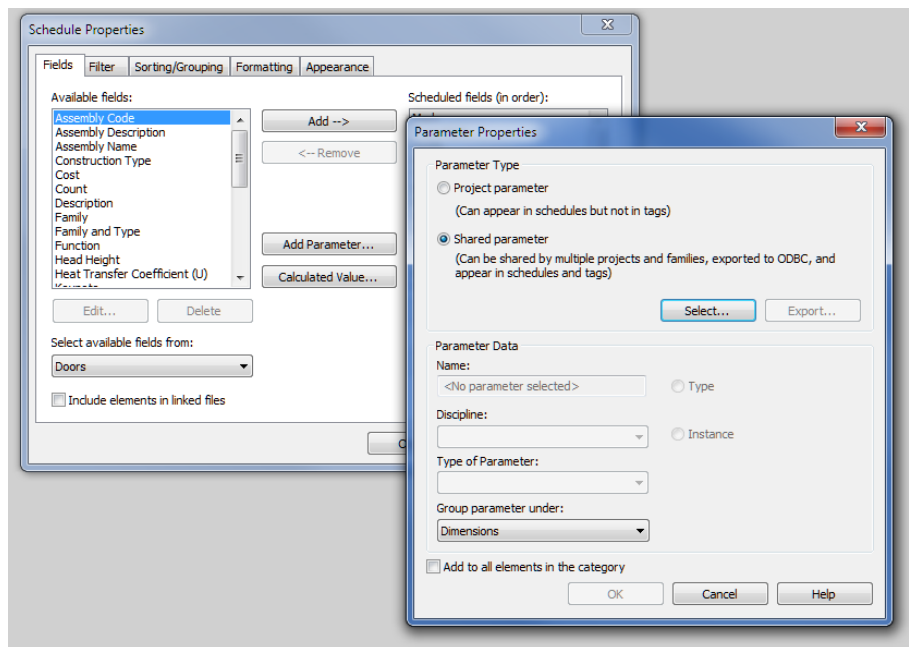 Schedule Properties
Fields
Filter
Sorting/Grouping
Formatting
Appearance
Available fields:
Assembly Code
Assembly Description
Assembly Name
Construction Type
Cost
Count
Description
Family
Family and Type
Function
Head Height
Heat Transfer Coefficient (U)
Add -->
<-- Remove
Add Parameter...
Calculated Value...
Edit...
Delete
Select available fields from:
Doors
Include elements in linked files
Scheduled fields (in order):
Parameter Properties
Parameter Type
Project parameter
(Can appear in schedules but not in tags)
Shared parameter
(Can be shared by multiple projects and families, exported to ODBC, and
appear in schedules and tags)
Select...
Export...
Parameter Data
Name:
<No parameter selected>
Type
Discipline:
Instance
Type of Parameter:
Group parameter under:
Dimensions
Add to all elements in the category
OK
Cancel
Help